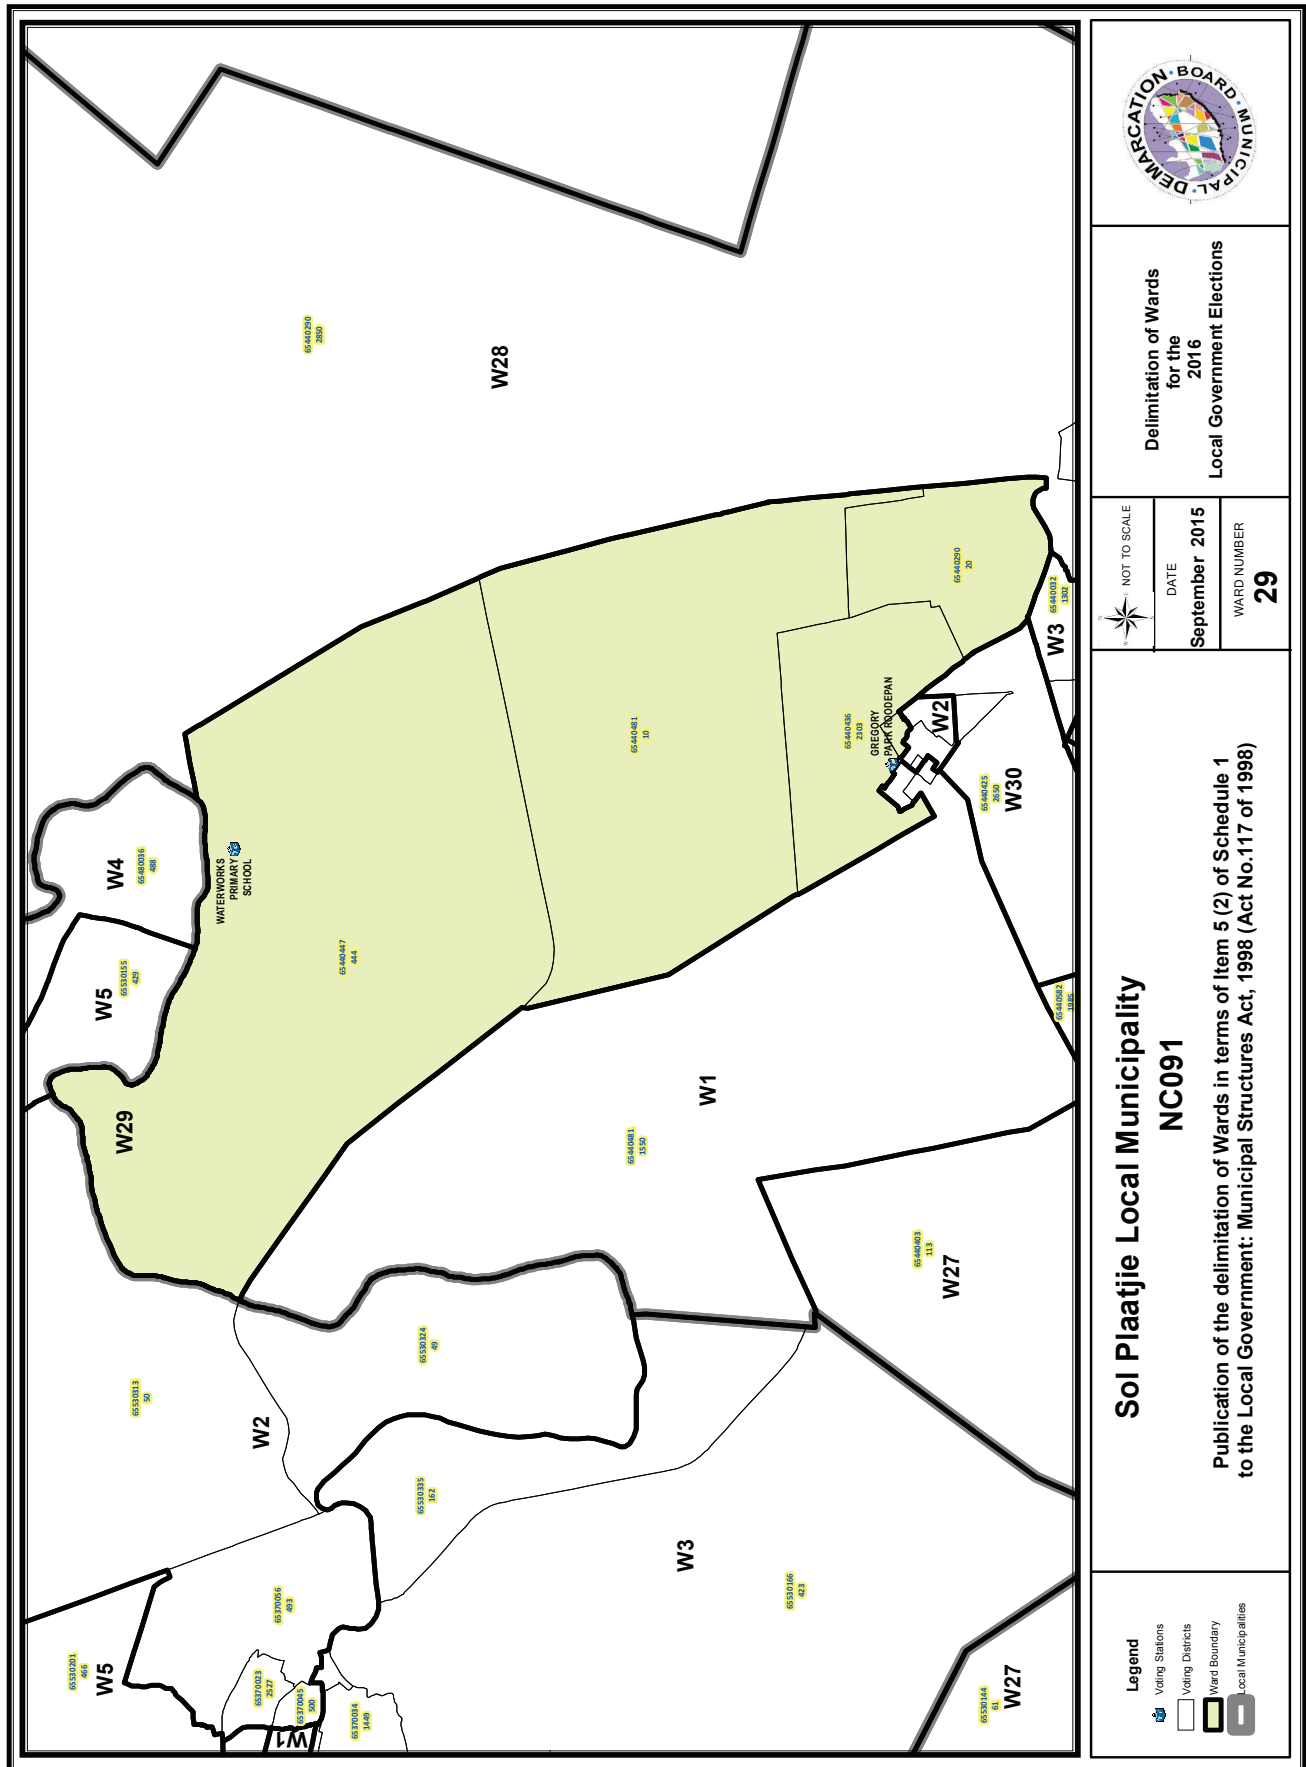 65440290
2850
W28
W4
65480036
488
W5
65530155
429
WATERWORKS
PRIMARY
SCHOOL
W29
65440447
444
65440481
10
65440436
2303
GREGORY
PARK ROODEPAN
65440290
20
65440032
1302
W3
W2
65440425
2650
W30
65440582
1985
W1
65440481
1550
65440403
113
W27
65530313
50
65530324
49
W2
65530335
162
W3
65530166
423
65530201
466
W5
65370056
493
65370023
2527
65370045
500
W1
65370034
1449
65530144
61
W27
Legend
Voting Stations
Voting Districts
Ward Boundary
Local Municipalities
Sol Plaatjie Local Municipality
NC091
Publication of the delimitation of Wards in terms of Item 5 (2) of Schedule 1
to the Local Government: Municipal Structures Act, 1998 (Act No.117 of 1998)
NOT TO SCALE
DATE
September 2015
WARD NUMBER
29
Delimitation of Wards
for the
2016
Local Government Elections
MUNICIPAL • DEMARCATION • BOARD •